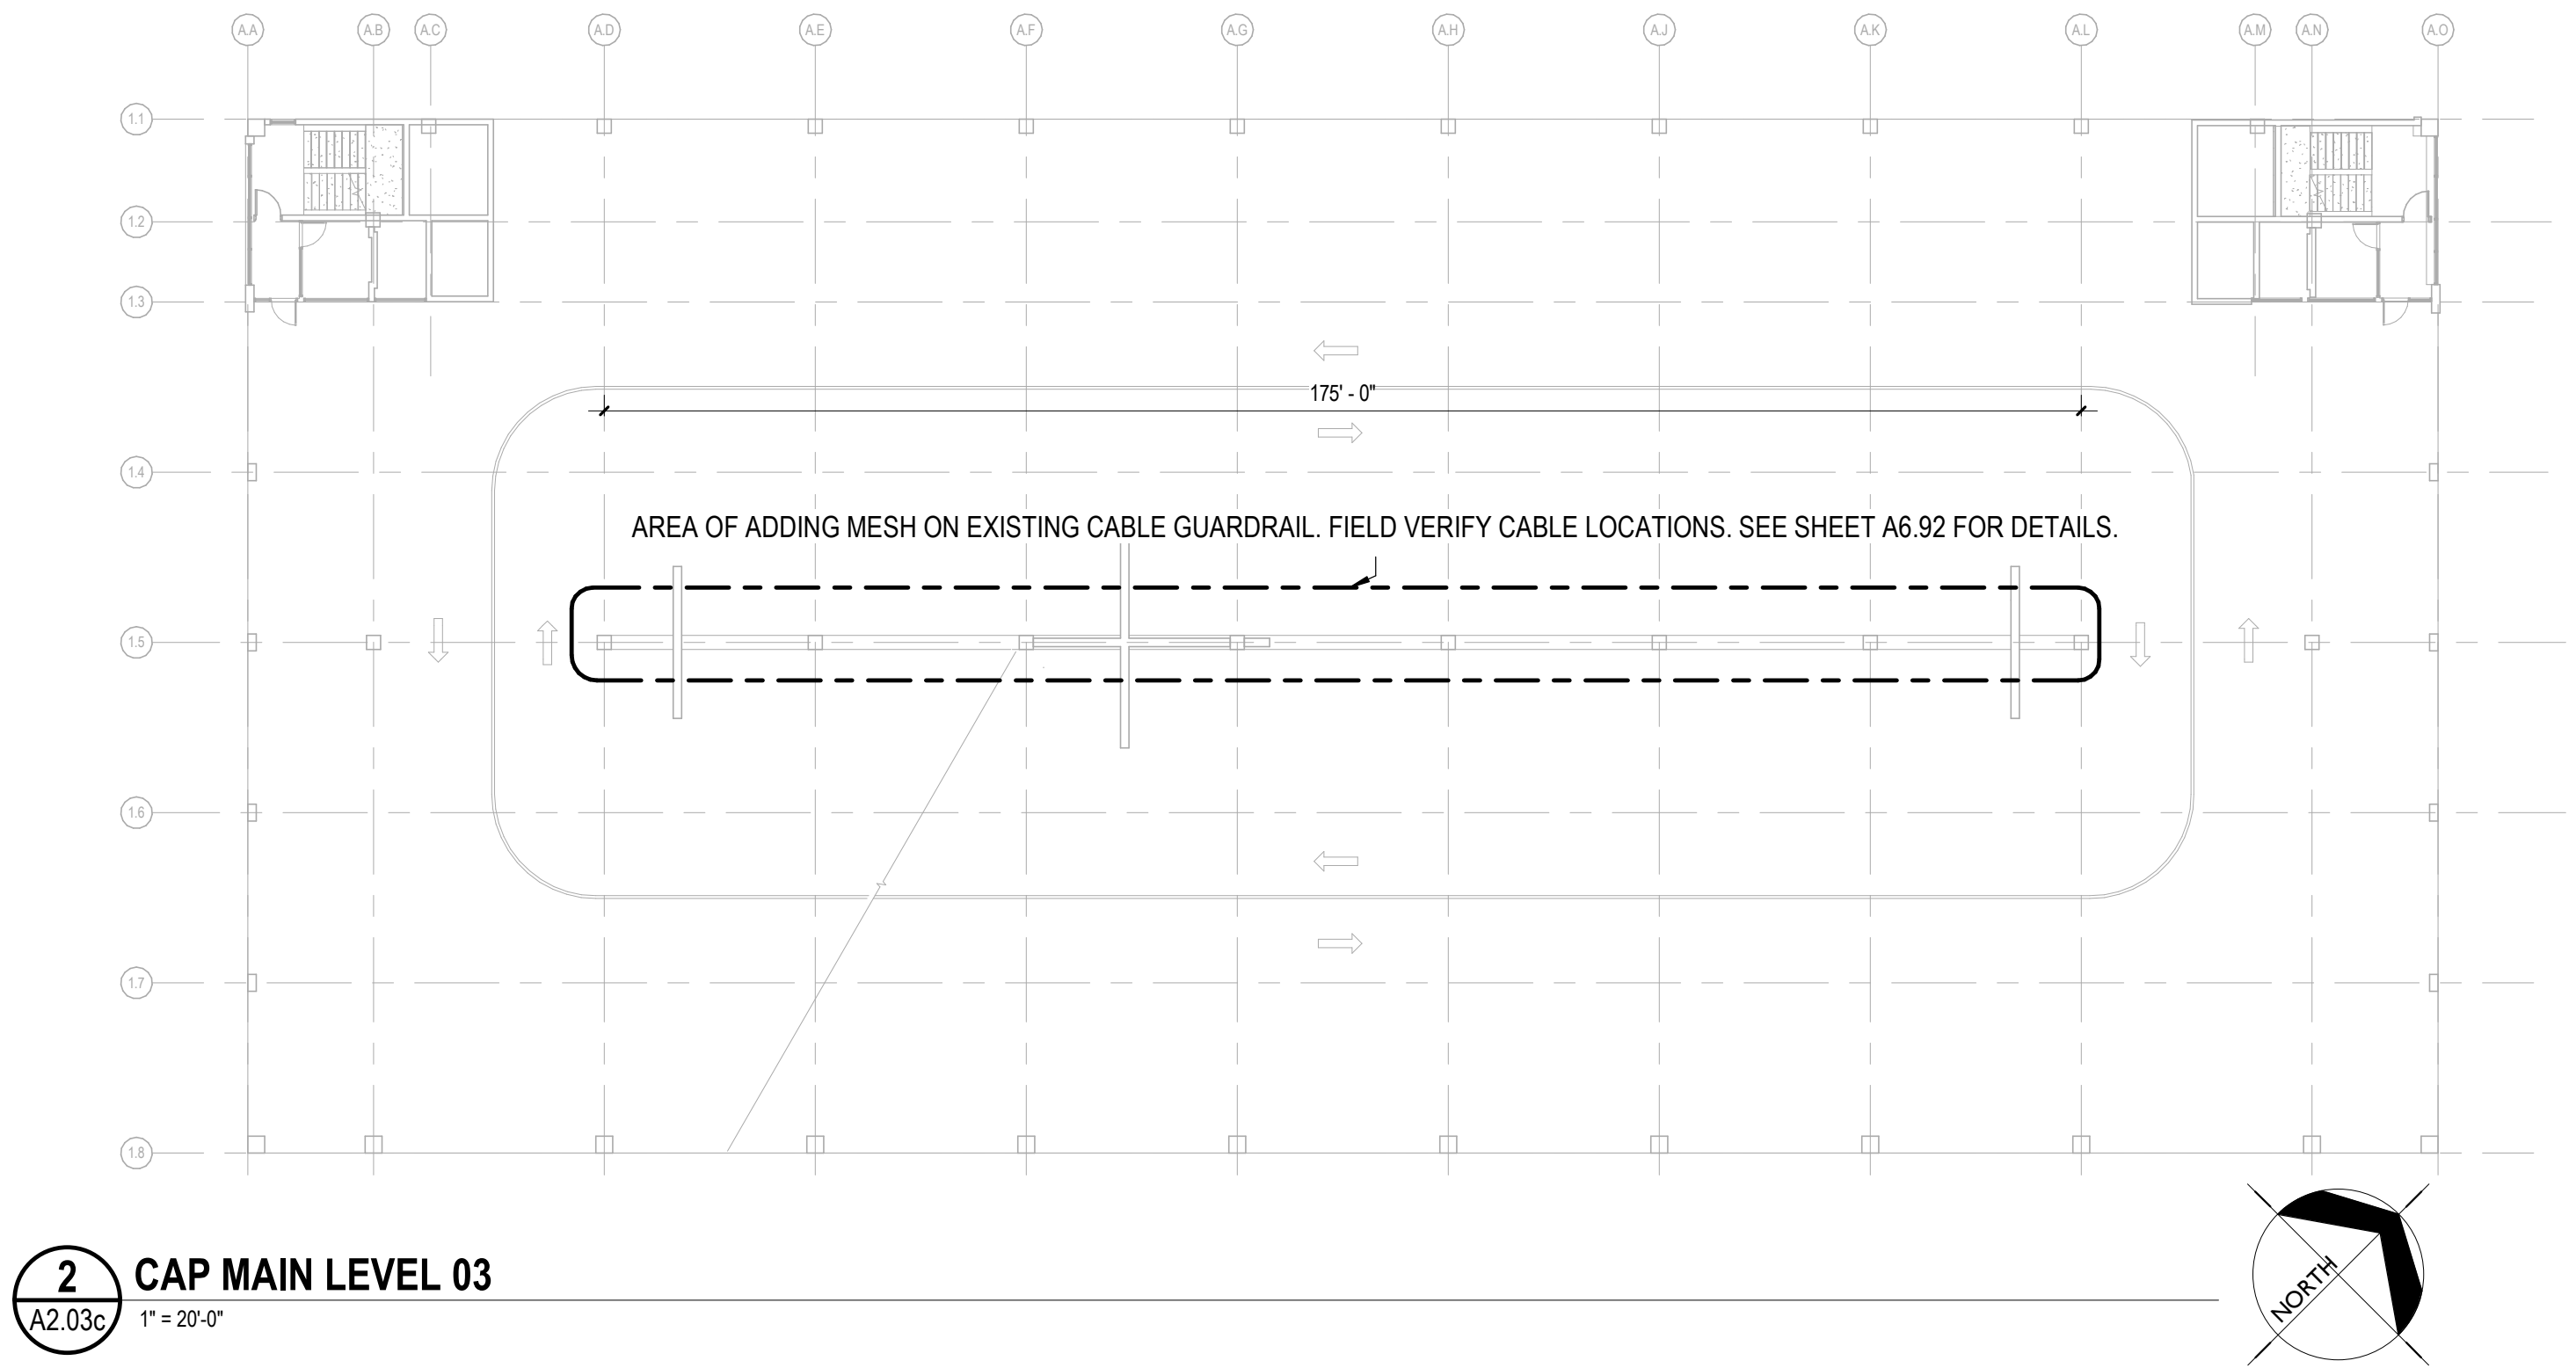 A.A A.B A.C A.D A.E A.F A.G A.H A.J A.K A.L A.M A.N A.O
1.1
1.2
1.3
175' - 0"
1.4
AREA OF ADDING MESH ON EXISTING CABLE GUARDRAIL. FIELD VERIFY CABLE LOCATIONS. SEE SHEET A6.92 FOR DETAILS.
1.5
1.6
1.7
1.8
2
CAP MAIN LEVEL 03
A2.03c
1" = 20'-0"
NORTH